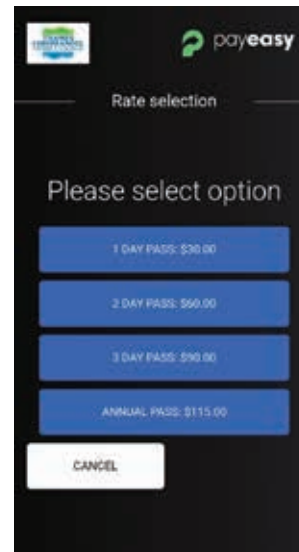 payeasy
Rate selection
Please select option
1 DAY PASS: $30.00
2 DAY PASS: $60.00
3 DAY PASS: $90.00
ANNUAL PASS: $115.00
CANCEL